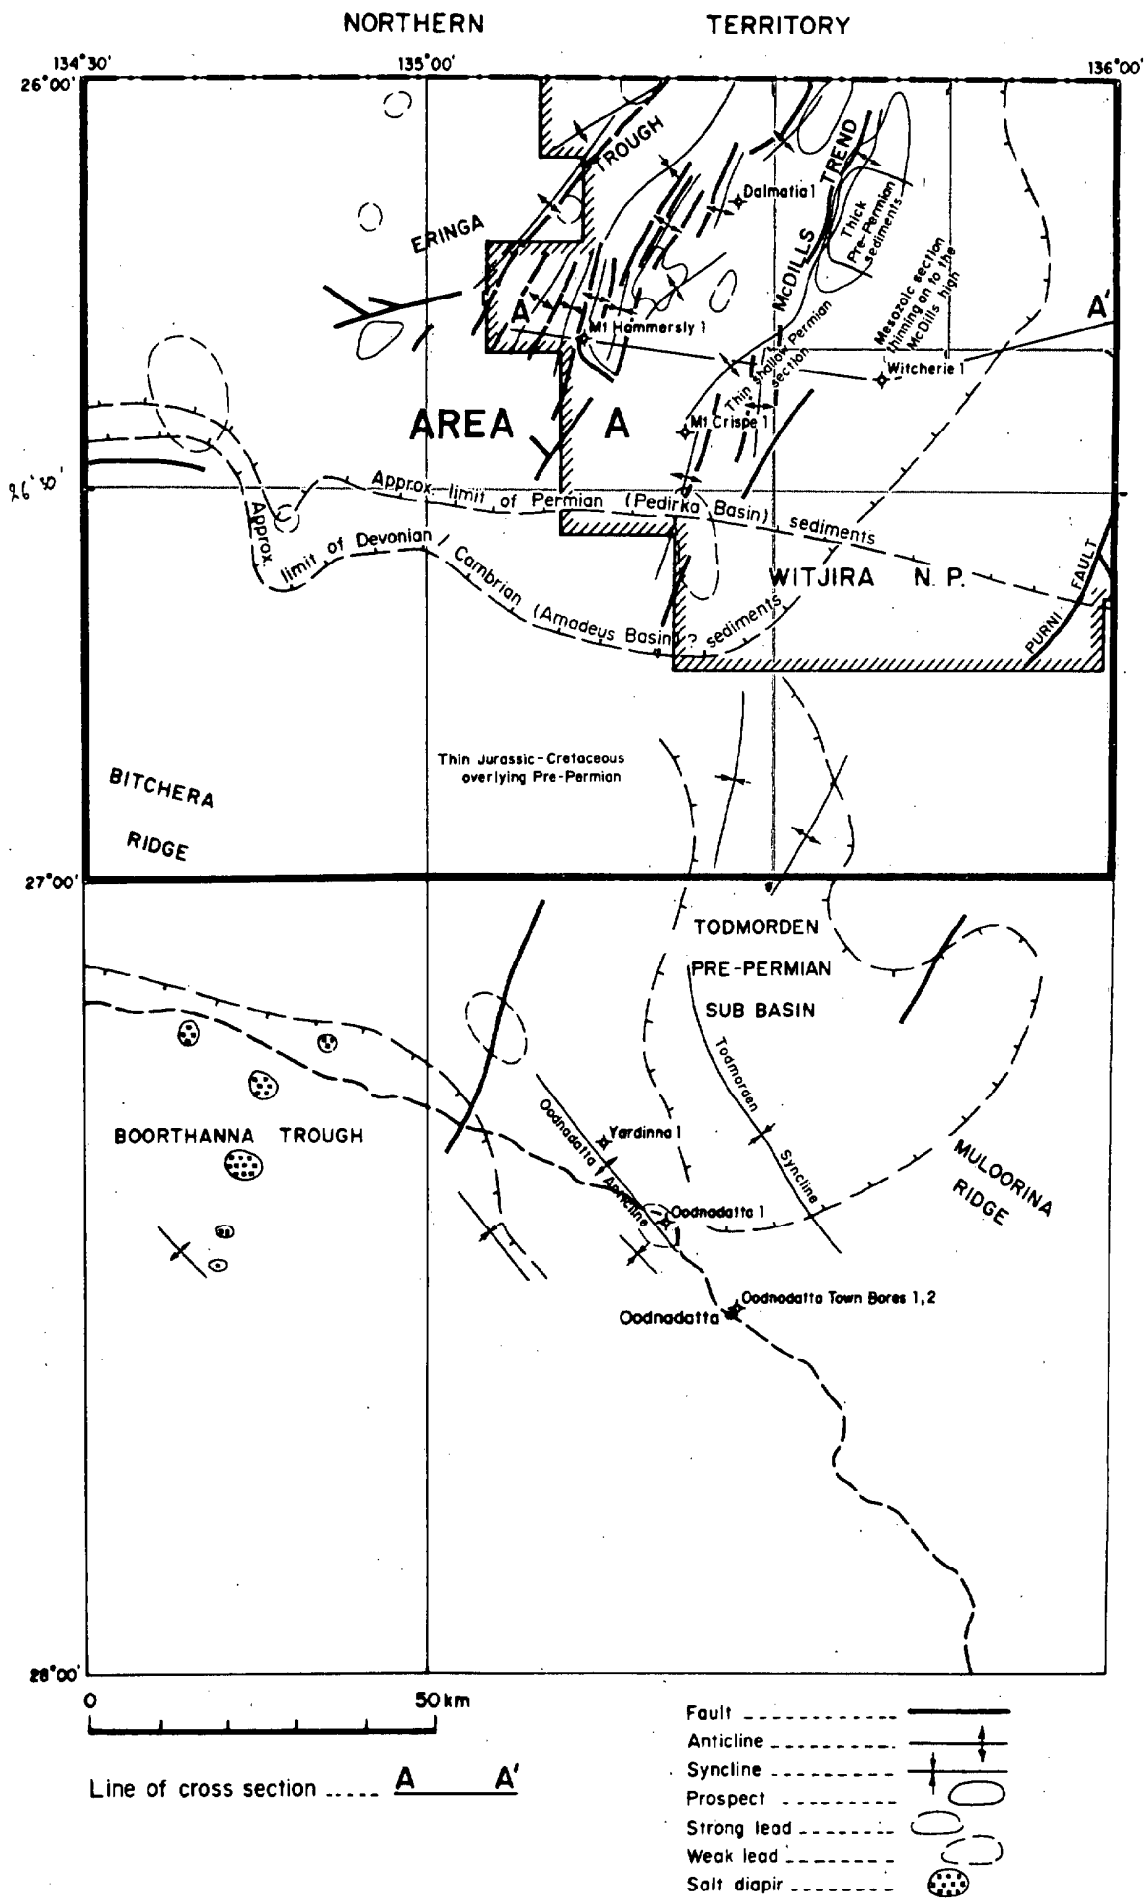 NORTHERN TERRITORY
134°30' 135°00' 136°00'
26°00'
ERINGA TROUGH
Dalmatia 1
McDILLS TREND
Thick
Pre-Permian
sediments
Mesozoic section
thinning on to the
McDills high
A
A'
Mt Hammersly 1
Thin shallow Permian
section
Witcherie 1
AREA A
Mt Crispe 1
26°30'
Approx. limit of Permian (Pedirka Basin) sediments
Approx limit of Devonian / Cambrian (Amadeus Basin)? sediments
WITJIRA N. P.
PURNI FAULT
Thin Jurassic-Cretaceous
overlying Pre-Permian
BITCHERA
RIDGE
27°00'
TODMORDEN
PRE-PERMIAN
SUB BASIN
Todmorden Syncline
Oodnadatta Anticline
Yardinna 1
BOORTHANNA TROUGH
MULOORINA
RIDGE
Oodnadatta 1
Oodnadatta Town Bores 1,2
Oodnadatta
28°00'
0 50km
Line of cross section ..... A A'
Fault
Anticline
Syncline
Prospect
Strong lead
Weak lead
Salt diapir